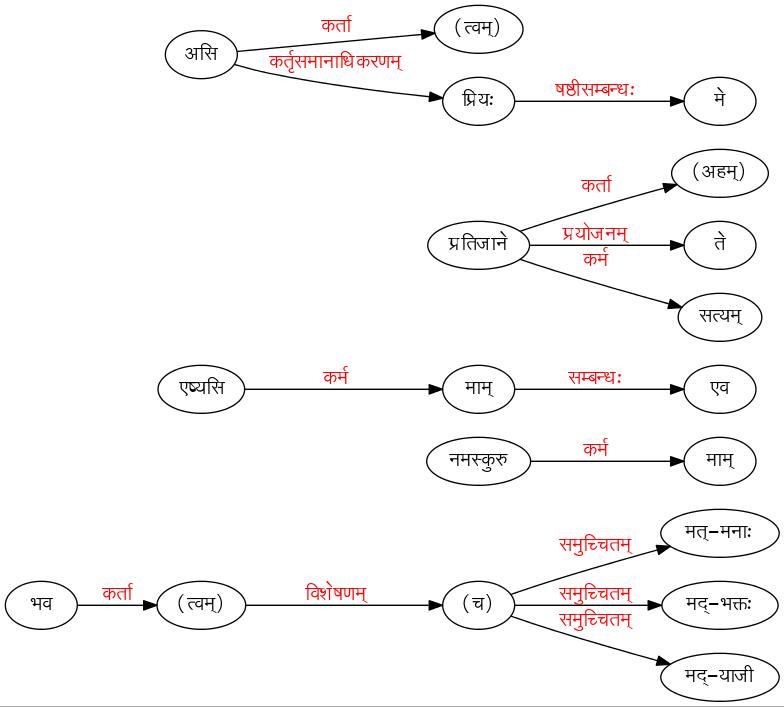 कर्ता
(त्वम्)
असि
कर्तृसमानाधिकरणम्
प्रियः
षष्ठीसम्बन्धः
मे
(अहम्)
कर्ता
प्रतिजाने
प्रयोजनम्
ते
कर्म
सत्यम्
एष्यसि
कर्म
माम्
सम्बन्धः
एव
नमस्कुरु
कर्म
माम्
मत्-मनाः
समुच्चितम्
भव
कर्ता
(त्वम्)
विशेषणम्
(च)
समुच्चितम्
मद्-भक्तः
समुच्चितम्
मद्-याजी